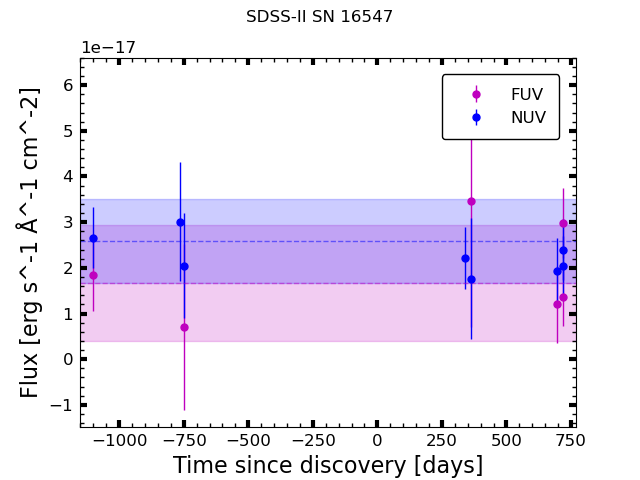 SDSS-II SN 16547
1e−17
FUV
NUV
6
5
4
3
2
1
0
−1
Flux [erg s^-1 Å^-1 cm^-2]
−1000 −750 −500 −250 0 250 500 750
Time since discovery [days]